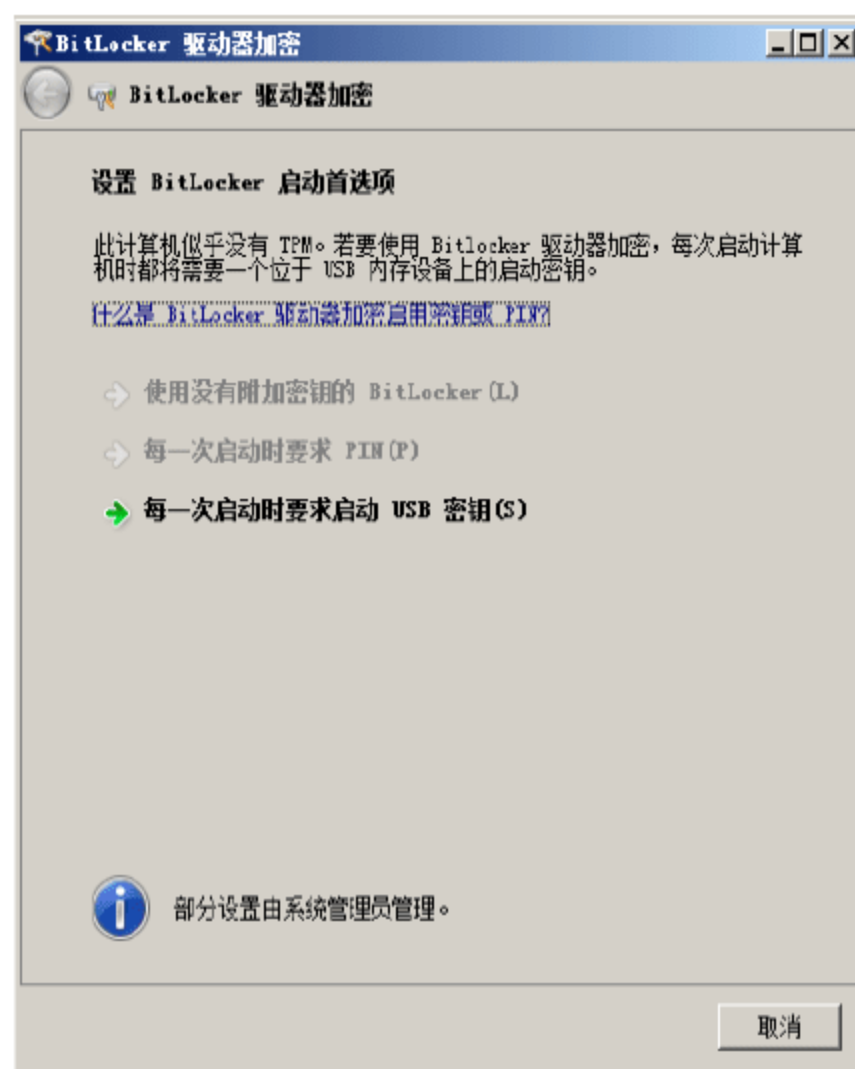 BitLocker 驱动器加密
BitLocker 驱动器加密
设置 BitLocker 启动首选项
此计算机似乎没有 TPM。若要使用 Bitlocker 驱动器加密，每次启动计算
机时都将需要一个位于 USB 内存设备上的启动密钥。
什么是 BitLocker 驱动器加密启用密钥或 PIN?
使用没有附加密钥的 BitLocker(L)
每一次启动时要求 PIN(P)
每一次启动时要求启动 USB 密钥(S)
部分设置由系统管理员管理。
取消